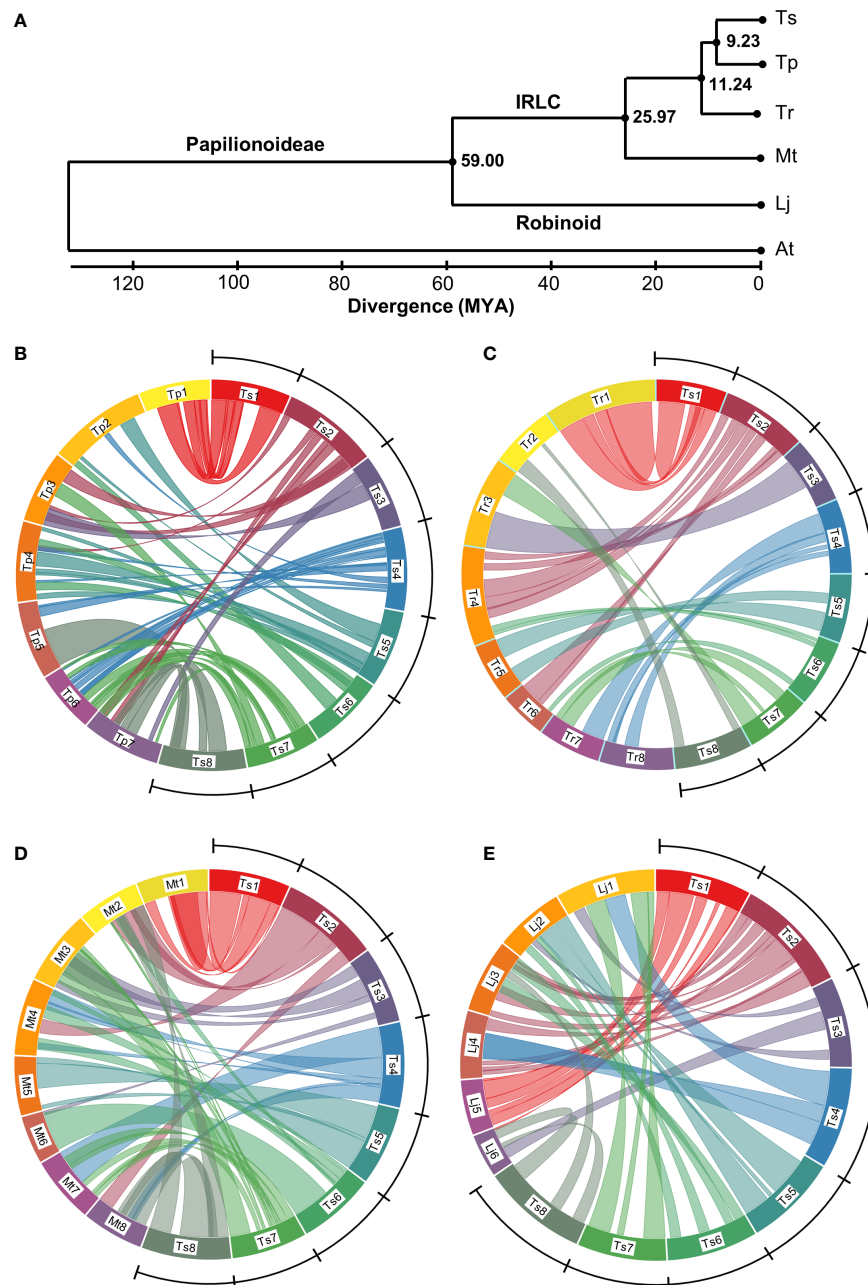 A
Ts
9.23
Tp
11.24
IRLC
Tr
25.97
Papilionoideae
59.00
Mt
Lj
Robinoid
At
120 100 80 60 40 20 0
Divergence (MYA)
B
Tp1 Ts1
Tp2 Ts2
Tp3 Ts3
Tp4 Ts4
Tp5 Ts5
Tp6 Ts6
Tp7 Ts7
Ts8
C
Tr1 Ts1
Tr2 Ts2
Tr3 Ts3
Tr4 Ts4
Tr5 Ts5
Tr6 Ts6
Tr7 Ts7
Tr8 Ts8
D
Mt1 Ts1
Mt2 Ts2
Mt3 Ts3
Mt4 Ts4
Mt5 Ts5
Mt6 Ts6
Mt7 Ts7
Mt8 Ts8
E
Lj1 Ts1
Lj2 Ts2
Lj3 Ts3
Lj4 Ts4
Lj5 Ts5
Lj6 Ts6
Ts8 Ts7